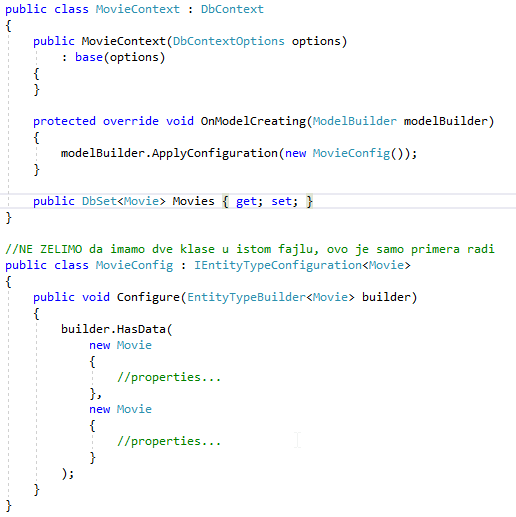 public class MovieContext : DbContext
{
    public MovieContext(DbContextOptions options)
        : base(options)
    {
    }

    protected override void OnModelCreating(ModelBuilder modelBuilder)
    {
        modelBuilder.ApplyConfiguration(new MovieConfig());
    }

    public DbSet<Movie> Movies { get; set; }
}

//NE ZELIMO da imamo dve klase u istom fajlu, ovo je samo primera radi
public class MovieConfig : IEntityTypeConfiguration<Movie>
{
    public void Configure(EntityTypeBuilder<Movie> builder)
    {
        builder.HasData(
            new Movie
            {
                //properties...
            },
            new Movie
            {
                //properties...
            }
        );
    }
}